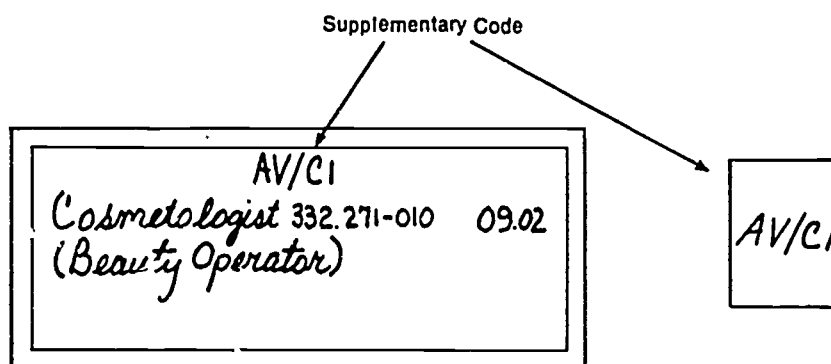 Supplementary Code
AV/C1
Cosmetologist 332.271-010 09.02
(Beauty Operator)
AV/C1